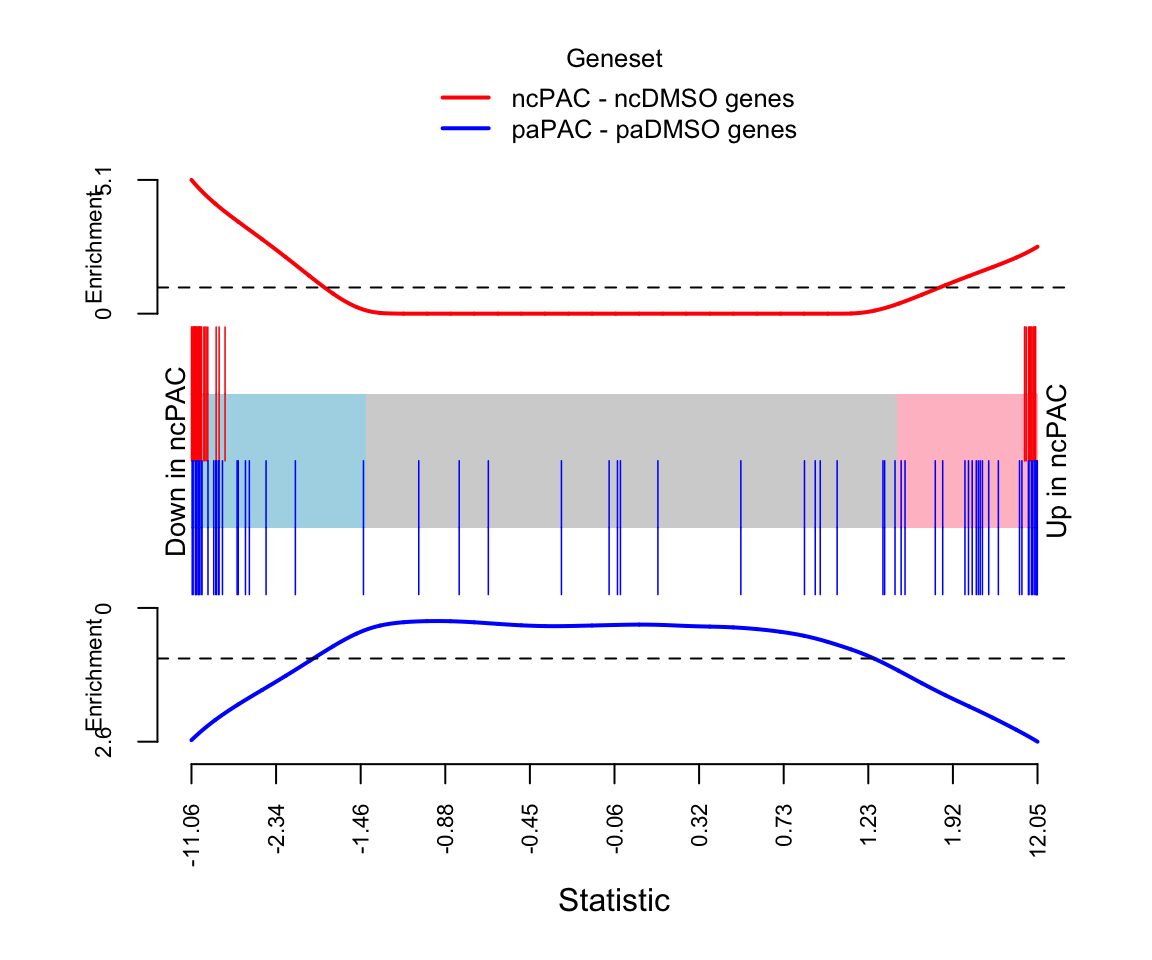 Geneset
ncPAC - ncDMSO genes
paPAC - paDMSO genes
Enrichment
0
5.1
Down in ncPAC
Up in ncPAC
Enrichment
0
2.6
-11.06
-2.34
-1.46
-0.88
-0.45
-0.06
0.32
0.73
1.23
1.92
12.05
Statistic